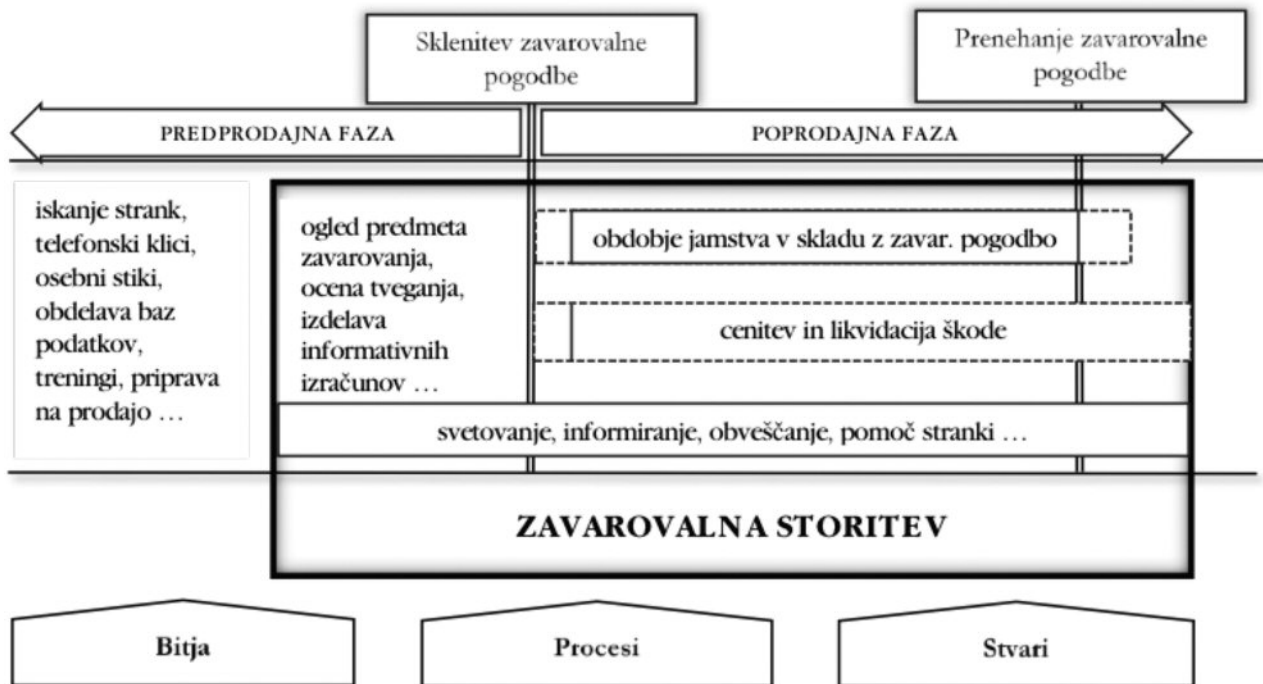 Sklenitev zavarovalne
pogodbe
Prenehanje zavarovalne
pogodbe
PREDPRODAJNA FAZA
POPRODAJNA FAZA
iskanje strank,
telefonski klici,
osebni stiki,
obdelava baz
podatkov,
treningi, priprava
na prodajo …
ogled predmeta
zavarovanja,
ocena tveganja,
izdelava
informativnih
izračunov …
obdobje jamstva v skladu z zavar. pogodbo
cenitev in likvidacija škode
svetovanje, informiranje, obveščanje, pomoč stranki …
ZAVAROVALNA STORITEV
Bitja
Procesi
Stvari